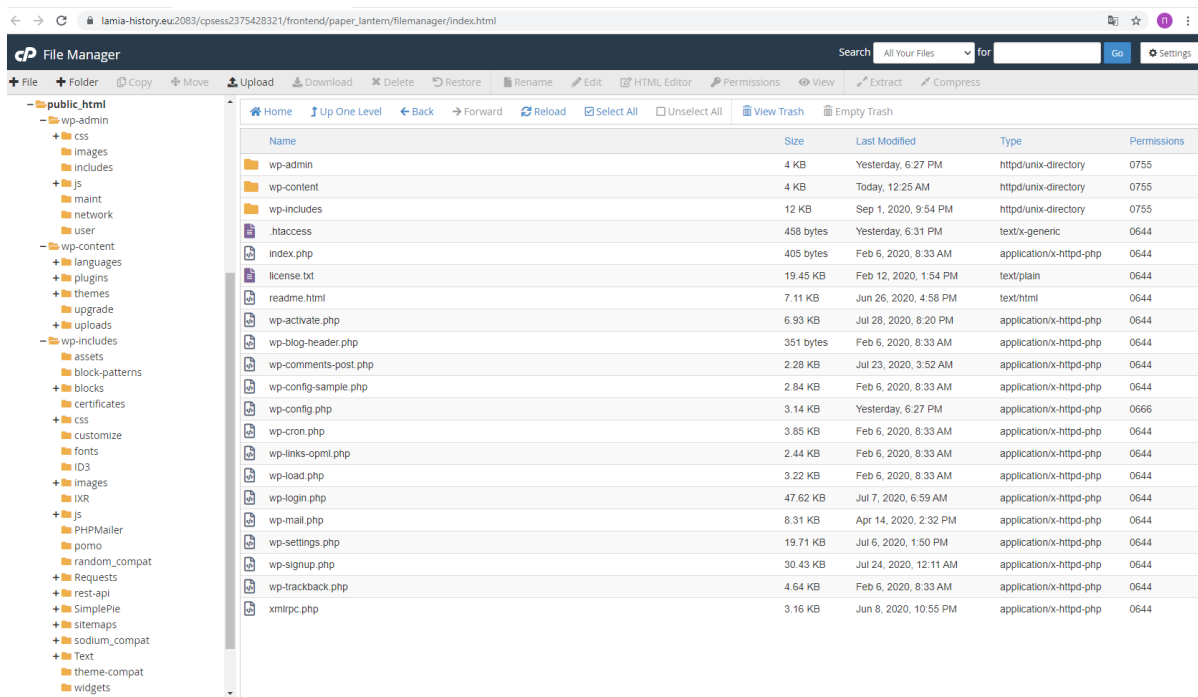 lamia-history.eu:2083/cpsess2375428321/frontend/paper_lantern/filemanager/index.html
п
cP File Manager
Search All Your Files for Go Settings
File Folder Copy Move Upload Download Delete Restore Rename Edit HTML Editor Permissions View Extract Compress
public_html
wp-admin
css
images
includes
js
maint
network
user
wp-content
languages
plugins
themes
upgrade
uploads
wp-includes
assets
block-patterns
blocks
certificates
css
customize
fonts
ID3
images
IXR
js
PHPMailer
pomo
random_compat
Requests
rest-api
SimplePie
sitemaps
sodium_compat
Text
theme-compat
widgets
Home Up One Level Back Forward Reload Select All Unselect All View Trash Empty Trash
Name Size Last Modified Type Permissions
wp-admin 4 KB Yesterday, 6:27 PM httpd/unix-directory 0755
wp-content 4 KB Today, 12:25 AM httpd/unix-directory 0755
wp-includes 12 KB Sep 1, 2020, 9:54 PM httpd/unix-directory 0755
.htaccess 458 bytes Yesterday, 6:31 PM text/x-generic 0644
index.php 405 bytes Feb 6, 2020, 8:33 AM application/x-httpd-php 0644
license.txt 19.45 KB Feb 12, 2020, 1:54 PM text/plain 0644
readme.html 7.11 KB Jun 26, 2020, 4:58 PM text/html 0644
wp-activate.php 6.93 KB Jul 28, 2020, 8:20 PM application/x-httpd-php 0644
wp-blog-header.php 351 bytes Feb 6, 2020, 8:33 AM application/x-httpd-php 0644
wp-comments-post.php 2.28 KB Jul 23, 2020, 3:52 AM application/x-httpd-php 0644
wp-config-sample.php 2.84 KB Feb 6, 2020, 8:33 AM application/x-httpd-php 0644
wp-config.php 3.14 KB Yesterday, 6:27 PM application/x-httpd-php 0666
wp-cron.php 3.85 KB Feb 6, 2020, 8:33 AM application/x-httpd-php 0644
wp-links-opml.php 2.44 KB Feb 6, 2020, 8:33 AM application/x-httpd-php 0644
wp-load.php 3.22 KB Feb 6, 2020, 8:33 AM application/x-httpd-php 0644
wp-login.php 47.62 KB Jul 7, 2020, 6:59 AM application/x-httpd-php 0644
wp-mail.php 8.31 KB Apr 14, 2020, 2:32 PM application/x-httpd-php 0644
wp-settings.php 19.71 KB Jul 6, 2020, 1:50 PM application/x-httpd-php 0644
wp-signup.php 30.43 KB Jul 24, 2020, 12:11 AM application/x-httpd-php 0644
wp-trackback.php 4.64 KB Feb 6, 2020, 8:33 AM application/x-httpd-php 0644
xmlrpc.php 3.16 KB Jun 8, 2020, 10:55 PM application/x-httpd-php 0644